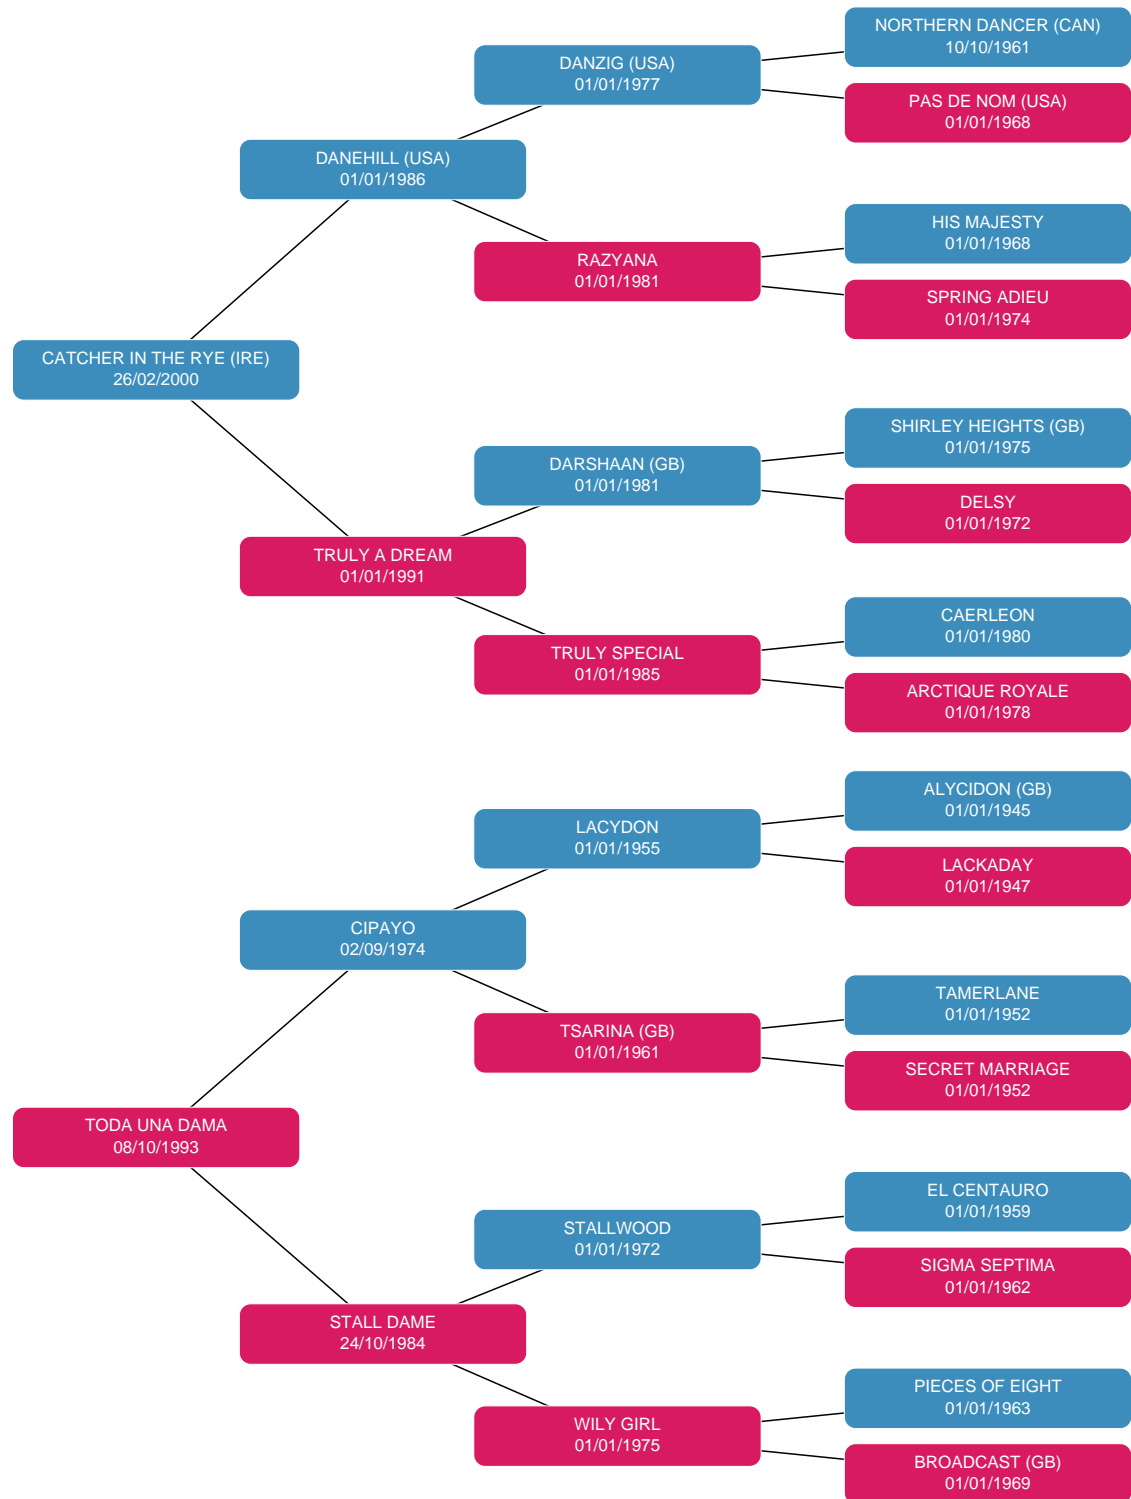 NORTHERN DANCER (CAN)
10/10/1961
DANZIG (USA)
01/01/1977
PAS DE NOM (USA)
01/01/1968
DANEHILL (USA)
01/01/1986
HIS MAJESTY
01/01/1968
RAZYANA
01/01/1981
SPRING ADIEU
01/01/1974
CATCHER IN THE RYE (IRE)
26/02/2000
SHIRLEY HEIGHTS (GB)
01/01/1975
DARSHAAN (GB)
01/01/1981
DELSY
01/01/1972
TRULY A DREAM
01/01/1991
CAERLEON
01/01/1980
TRULY SPECIAL
01/01/1985
ARCTIQUE ROYALE
01/01/1978
ALYCIDON (GB)
01/01/1945
LACYDON
01/01/1955
LACKADAY
01/01/1947
CIPAYO
02/09/1974
TAMERLANE
01/01/1952
TSARINA (GB)
01/01/1961
SECRET MARRIAGE
01/01/1952
TODA UNA DAMA
08/10/1993
EL CENTAURO
01/01/1959
STALLWOOD
01/01/1972
SIGMA SEPTIMA
01/01/1962
STALL DAME
24/10/1984
PIECES OF EIGHT
01/01/1963
WILY GIRL
01/01/1975
BROADCAST (GB)
01/01/1969